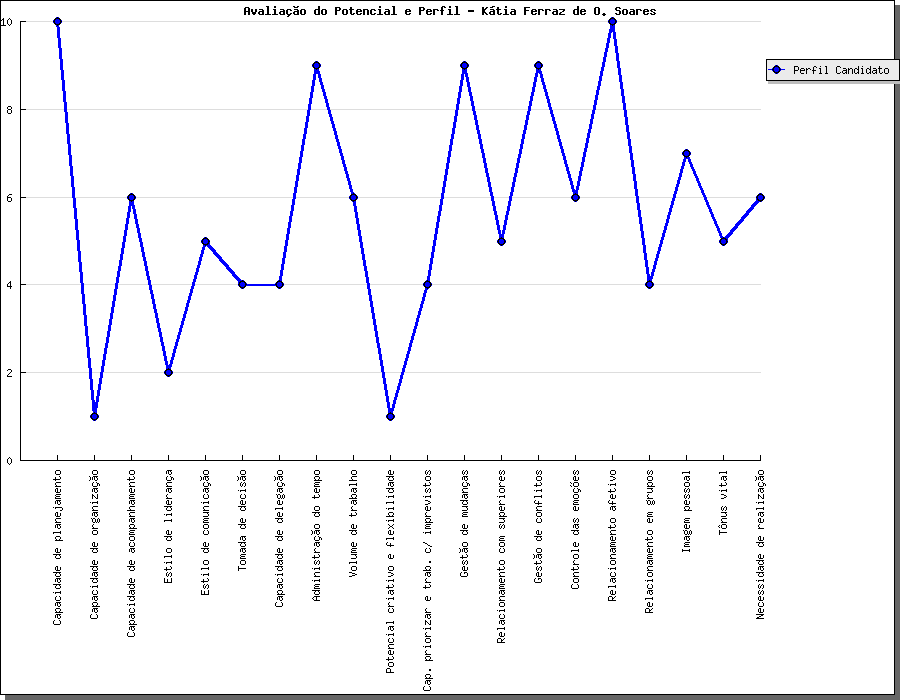 Avaliação do Potencial e Perfil - Kátia Ferraz de O. Soares
Perfil Candidato
10
8
6
4
2
0
Capacidade de planejamento
Capacidade de organização
Capacidade de acompanhamento
Estilo de liderança
Estilo de comunicação
Tomada de decisão
Capacidade de delegação
Administração do tempo
Volume de trabalho
Potencial criativo e flexibilidade
Cap. priorizar e trab. c/ imprevistos
Gestão de mudanças
Relacionamento com superiores
Gestão de conflitos
Controle das emoções
Relacionamento afetivo
Relacionamento em grupos
Imagem pessoal
Tônus vital
Necessidade de realização